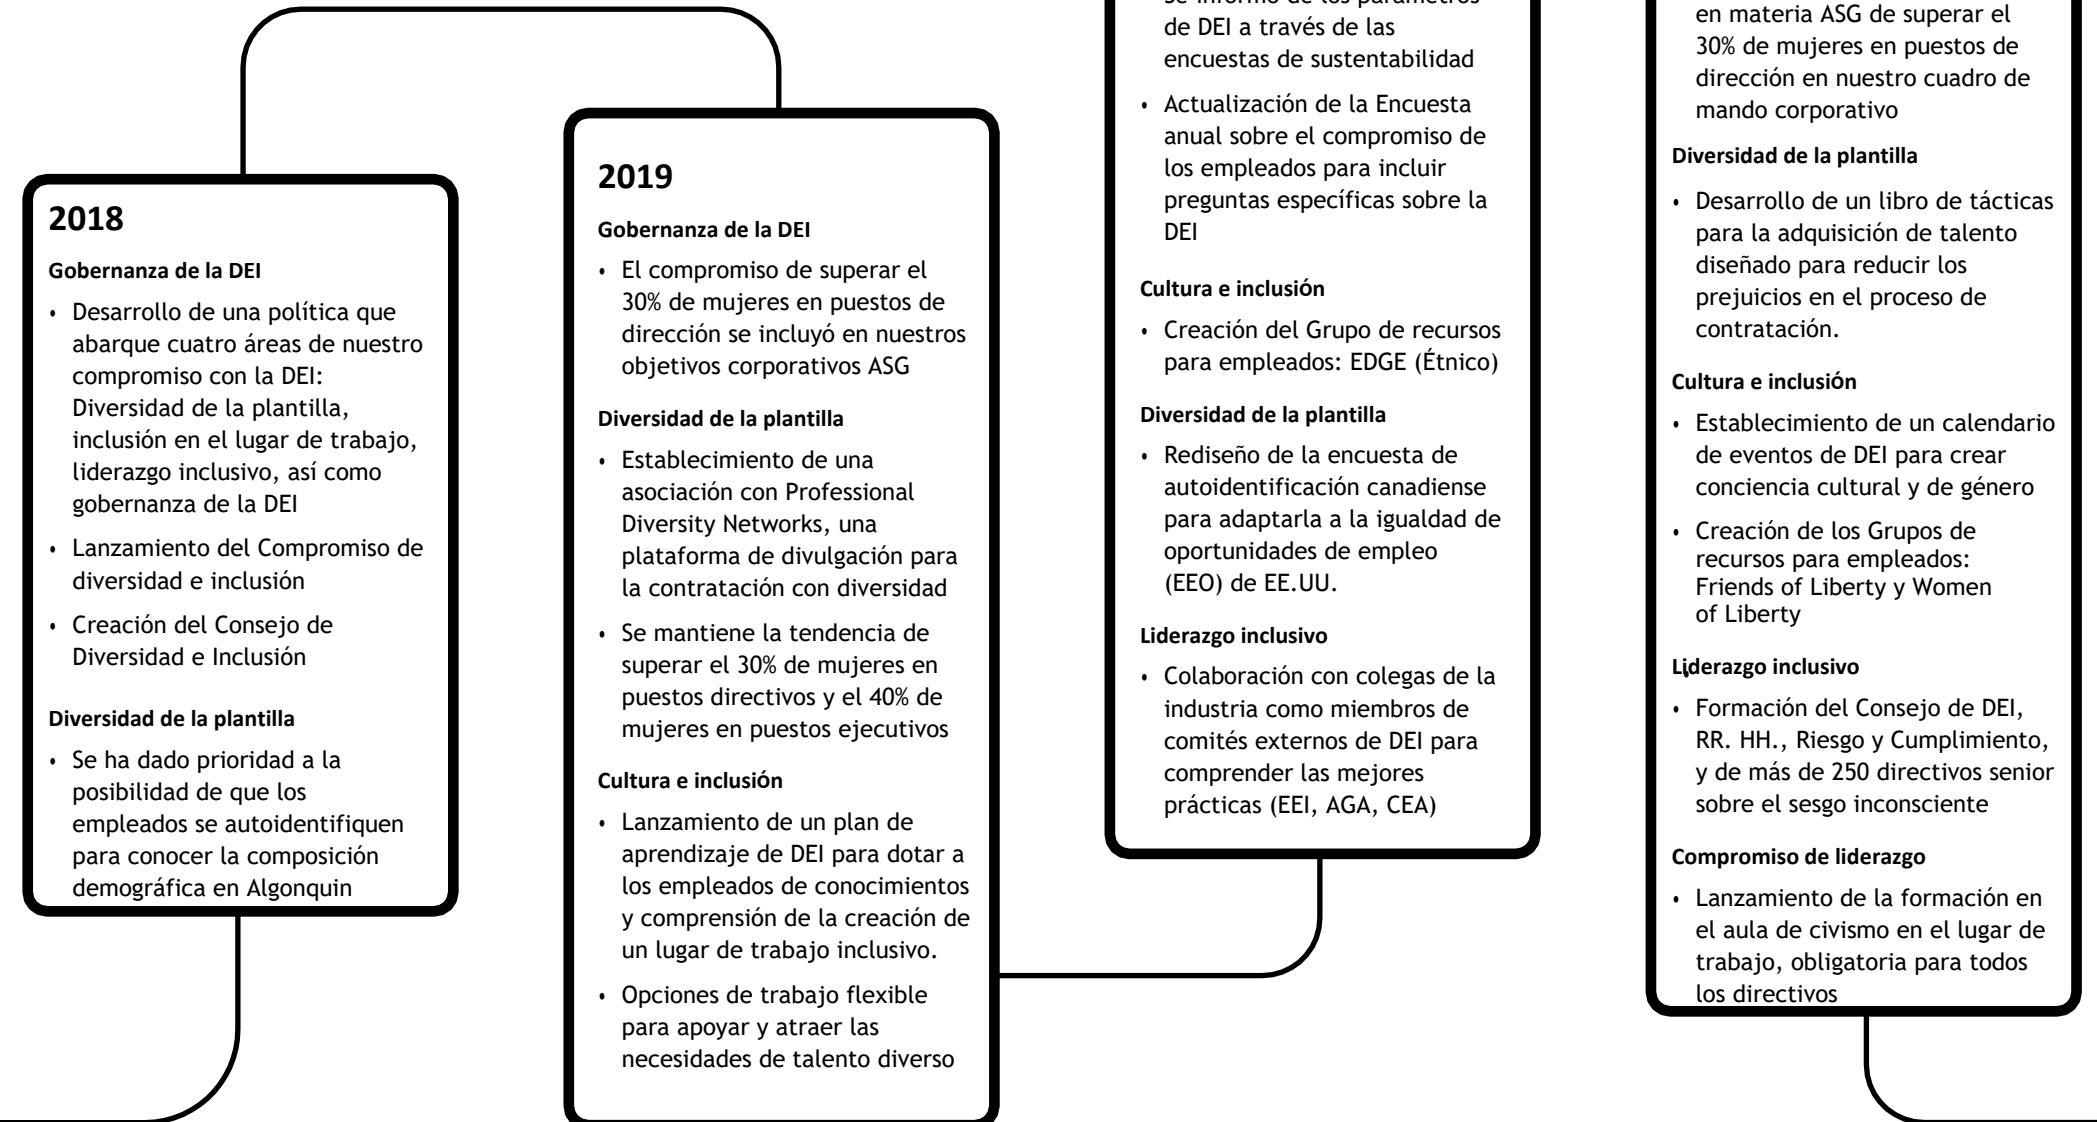 2018
Gobernanza de la DEI
• Desarrollo de una política que
abarque cuatro áreas de nuestro
compromiso con la DEI:
Diversidad de la plantilla,
inclusión en el lugar de trabajo,
liderazgo inclusivo, así como
gobernanza de la DEI
• Lanzamiento del Compromiso de
diversidad e inclusión
• Creación del Consejo de
Diversidad e Inclusión
Diversidad de la plantilla
• Se ha dado prioridad a la
posibilidad de que los
empleados se autoidentifiquen
para conocer la composición
demográfica en Algonquin
2019
Gobernanza de la DEI
• El compromiso de superar el
30% de mujeres en puestos de
dirección se incluyó en nuestros
objetivos corporativos ASG
Diversidad de la plantilla
• Establecimiento de una
asociación con Professional
Diversity Networks, una
plataforma de divulgación para
la contratación con diversidad
• Se mantiene la tendencia de
superar el 30% de mujeres en
puestos directivos y el 40% de
mujeres en puestos ejecutivos
Cultura e inclusión
• Lanzamiento de un plan de
aprendizaje de DEI para dotar a
los empleados de conocimientos
y comprensión de la creación de
un lugar de trabajo inclusivo.
• Opciones de trabajo flexible
para apoyar y atraer las
necesidades de talento diverso
de DEI a través de las
encuestas de sustentabilidad
• Actualización de la Encuesta
anual sobre el compromiso de
los empleados para incluir
preguntas específicas sobre la
DEI
Cultura e inclusión
• Creación del Grupo de recursos
para empleados: EDGE (Étnico)
Diversidad de la plantilla
• Rediseño de la encuesta de
autoidentificación canadiense
para adaptarla a la igualdad de
oportunidades de empleo
(EEO) de EE.UU.
Liderazgo inclusivo
• Colaboración con colegas de la
industria como miembros de
comités externos de DEI para
comprender las mejores
prácticas (EEI, AGA, CEA)
en materia ASG de superar el
30% de mujeres en puestos de
dirección en nuestro cuadro de
mando corporativo
Diversidad de la plantilla
• Desarrollo de un libro de tácticas
para la adquisición de talento
diseñado para reducir los
prejuicios en el proceso de
contratación.
Cultura e inclusión
• Establecimiento de un calendario
de eventos de DEI para crear
conciencia cultural y de género
• Creación de los Grupos de
recursos para empleados:
Friends of Liberty y Women
of Liberty
Liderazgo inclusivo
• Formación del Consejo de DEI,
RR. HH., Riesgo y Cumplimiento,
y de más de 250 directivos senior
sobre el sesgo inconsciente
Compromiso de liderazgo
• Lanzamiento de la formación en
el aula de civismo en el lugar de
trabajo, obligatoria para todos
los directivos